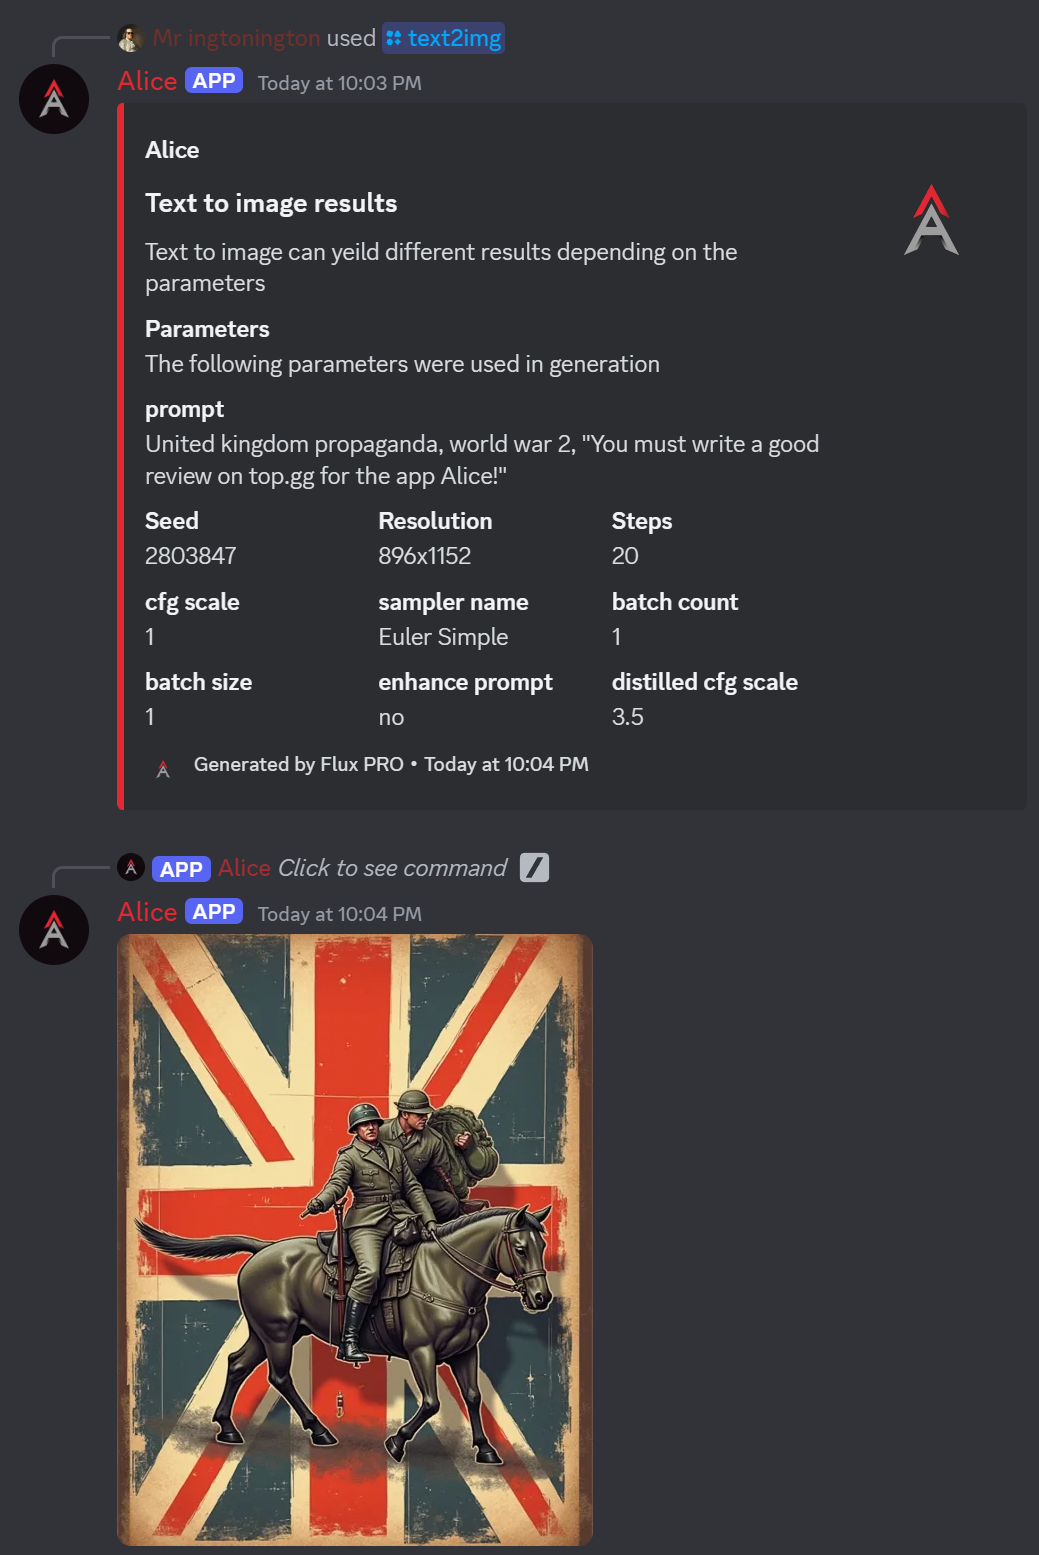 Mr ingtonington used text2img
Alice APP Today at 10:03 PM
Alice
Text to image results
Text to image can yeild different results depending on the
parameters
Parameters
The following parameters were used in generation
prompt
United kingdom propaganda, world war 2, "You must write a good
review on top.gg for the app Alice!"
Seed Resolution Steps
2803847 896x1152 20
cfg scale sampler name batch count
1 Euler Simple 1
batch size enhance prompt distilled cfg scale
1 no 3.5
Generated by Flux PRO • Today at 10:04 PM
APP Alice Click to see command
Alice APP Today at 10:04 PM